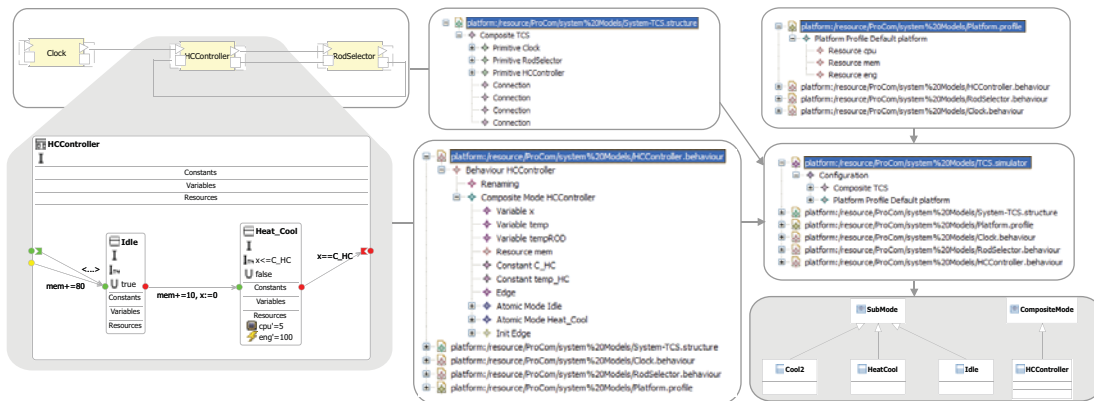 Clock
HCController
RodSelector
HCController
Constants
Variables
Resources
Idle
true
Constants
Variables
Resources
Heat_Cool
x<=C_HC
false
Constants
Variables
Resources
cpu'=5
eng'=100
<...>
mem+=80
mem+=10, x:=0
x==C_HC
platform:/resource/ProCom/system%20Models/System-TCS.structure
Composite TCS
Primitive Clock
Primitive RodSelector
Primitive HCController
Connection
Connection
Connection
Connection
platform:/resource/ProCom/system%20Models/HCController.behaviour
Behaviour HCController
Renaming
Composite Mode HCController
Variable x
Variable temp
Variable tempROD
Resource mem
Constant C_HC
Constant temp_HC
Edge
Atomic Mode Idle
Atomic Mode Heat_Cool
Init Edge
platform:/resource/ProCom/system%20Models/System-TCS.structure
platform:/resource/ProCom/system%20Models/Clock.behaviour
platform:/resource/ProCom/system%20Models/RodSelector.behaviour
platform:/resource/ProCom/system%20Models/Platform.profile
platform:/resource/ProCom/system%20Models/Platform.profile
Platform Profile Default platform
Resource cpu
Resource mem
Resource eng
platform:/resource/ProCom/system%20Models/HCController.behaviour
platform:/resource/ProCom/system%20Models/RodSelector.behaviour
platform:/resource/ProCom/system%20Models/Clock.behaviour
platform:/resource/ProCom/system%20Models/TCS.simulator
Configuration
Composite TCS
Platform Profile Default platform
platform:/resource/ProCom/system%20Models/System-TCS.structure
platform:/resource/ProCom/system%20Models/Platform.profile
platform:/resource/ProCom/system%20Models/Clock.behaviour
platform:/resource/ProCom/system%20Models/RodSelector.behaviour
platform:/resource/ProCom/system%20Models/HCController.behaviour
SubMode
CompositeMode
Cool2
HeatCool
Idle
HCController